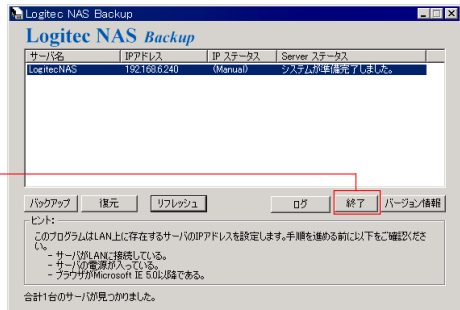 Logitec NAS Backup
Logitec NAS Backup
サーバ名 IPアドレス IP ステータス Server ステータス
LogitecNAS 192.168.6.240 (Manual) システムが準備完了しました。
バックアップ 復元 リフレッシュ ログ 終了 バージョン情報
ヒント:
このプログラムはLAN上に存在するサーバのIPアドレスを設定します。手順を進める前に以下をご確認くださ
い。
- サーバがLANに接続している。
- サーバの電源が入っている。
- ブラウザがMicrosoft IE 5.0以降である。
合計1台のサーバが見つかりました。